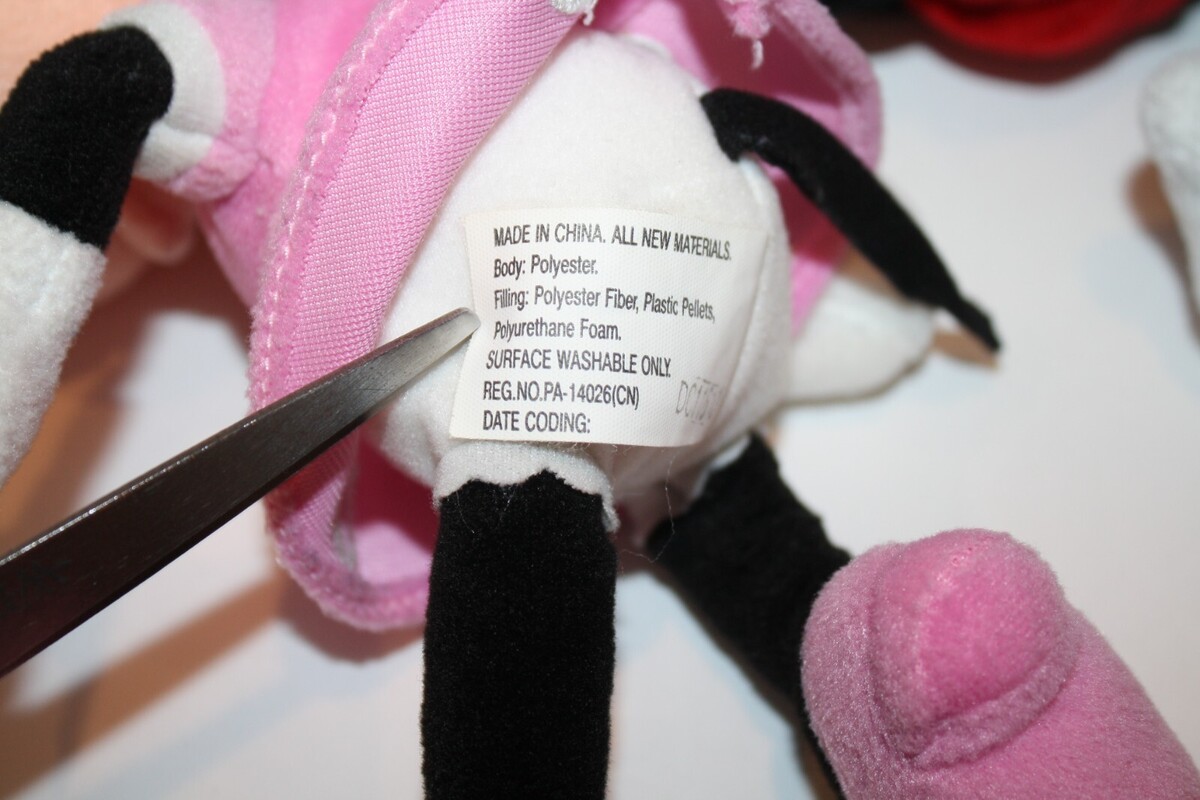 MADE IN CHINA. ALL NEW MATERIALS.
Body: Polyester.
Filling: Polyester Fiber, Plastic Pellets,
Polyurethane Foam.
SURFACE WASHABLE ONLY.
REG.NO.PA-14026(CN)
DATE CODING: